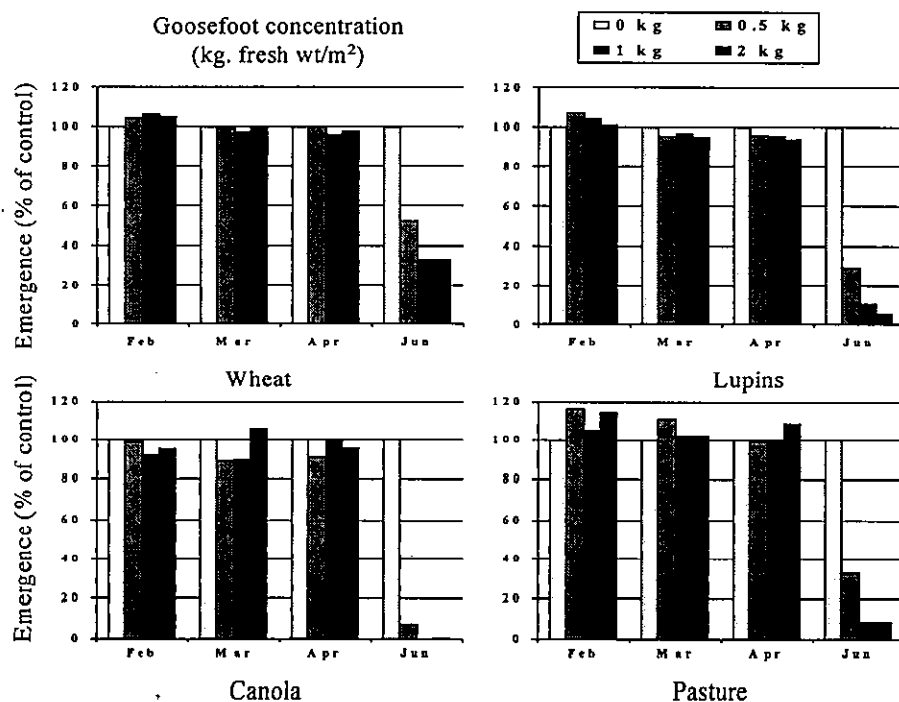 Goosefoot concentration
(kg. fresh wt/m²)
0 kg 0.5 kg
1 kg 2 kg
Emergence (% of control)
120
100
80
60
40
20
0
Feb Mar Apr Jun
Wheat
120
100
80
60
40
20
0
Feb Mar Apr Jun
Lupins
Emergence (% of control)
120
100
80
60
40
20
0
Feb Mar Apr Jun
Canola
120
100
80
60
40
20
0
Feb Mar Apr Jun
Pasture